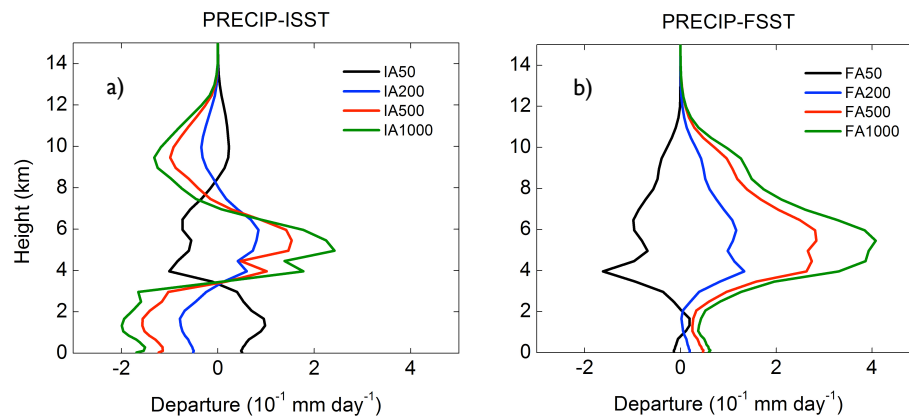 PRECIP-ISST
a)
IA50
IA200
IA500
IA1000
14
12
10
8
6
4
2
0
Height (km)
-2 0 2 4
Departure (10⁻¹ mm day⁻¹)
PRECIP-FSST
b)
FA50
FA200
FA500
FA1000
14
12
10
8
6
4
2
0
-2 0 2 4
Departure (10⁻¹ mm day⁻¹)